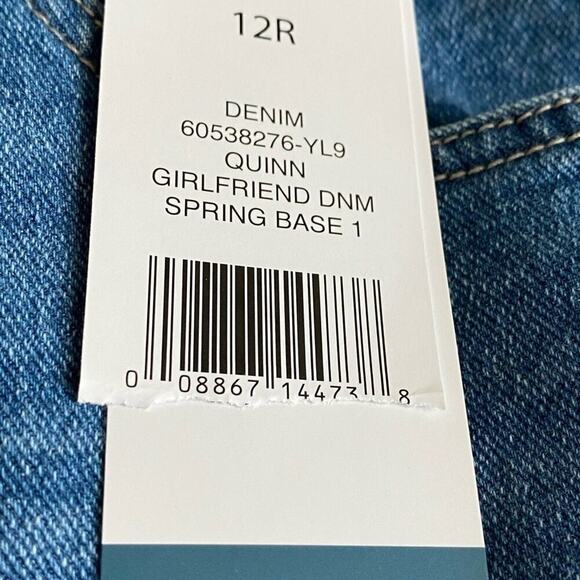 12R
DENIM
60538276-YL9
QUINN
GIRLFRIEND DNM
SPRING BASE 1
0 08867 14473 8